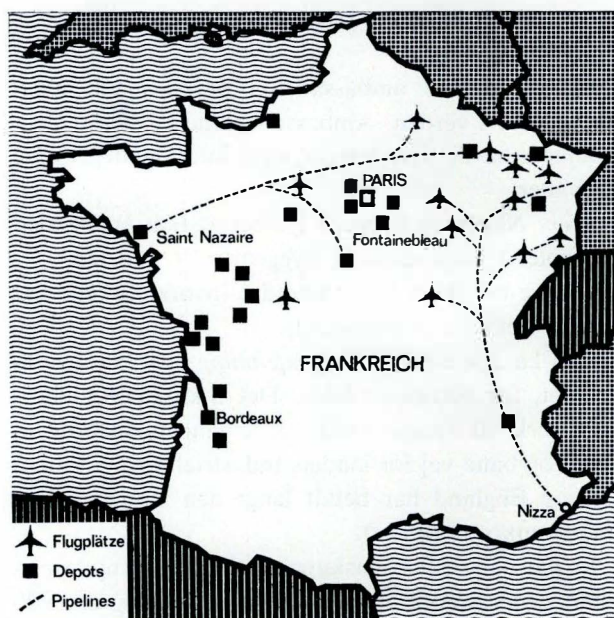 PARIS
Saint Nazaire
Fontainebleau
FRANKREICH
Bordeaux
Nizza
Flugplätze
Depots
Pipelines